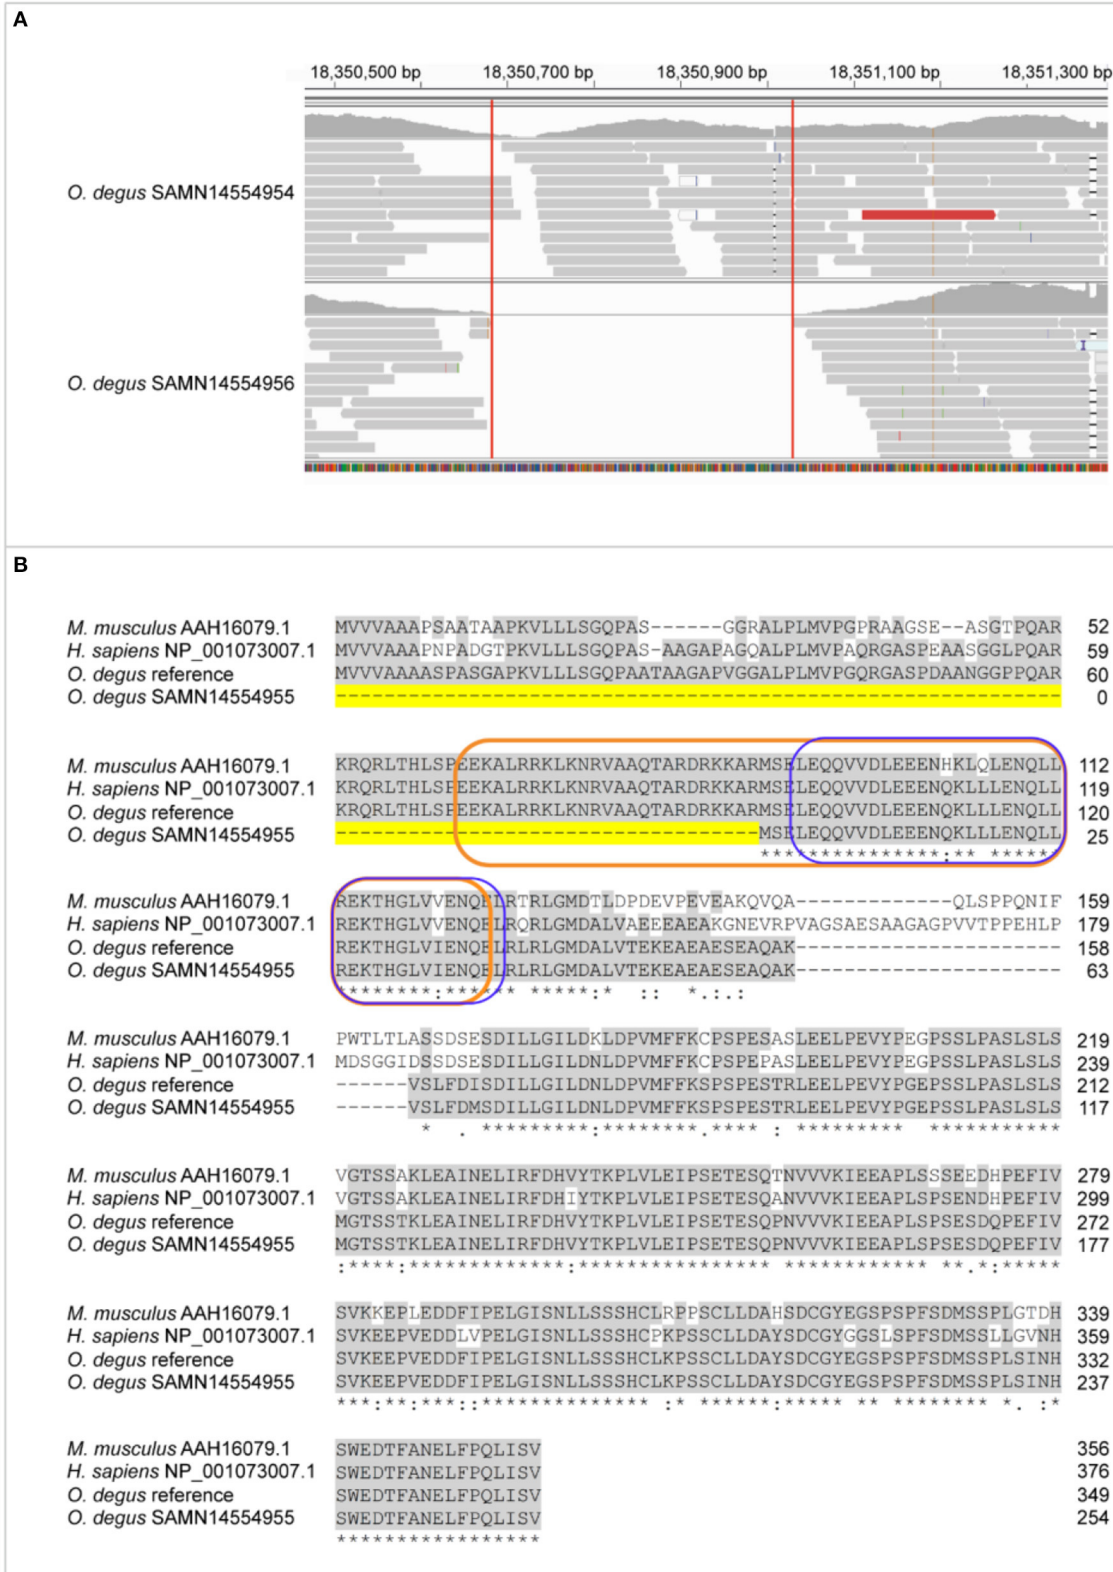 A
18,350,500 bp 18,350,700 bp 18,350,900 bp 18,351,100 bp 18,351,300 bp
O. degus SAMN14554954
O. degus SAMN14554956
B
M. musculus AAH16079.1 MVVVAAAPSAATAAPKVLLLSGQPAS------GGRALPLMVPGPRAAGSE--ASGTPQAR 52
H. sapiens NP_001073007.1 MVVVAAAPNPADGTPKVLLLSGQPAS-AAGAPAGQALPLMVPAQRGASPEAASGGLPQAR 59
O. degus reference MVVVAAAASPASGAPKVLLLSGQPAATAAGAPVGGALPLMVPGQRGASPDAANGGPPQAR 60
O. degus SAMN14554955 ------------------------------------------------------------ 0
M. musculus AAH16079.1 KRQRLTHLSPEEKALRRKLKNRVAAQTARDRKKARMSELEQQVVDLEEENHKLQLENQLL 112
H. sapiens NP_001073007.1 KRQRLTHLSPEEKALRRKLKNRVAAQTARDRKKARMSELEQQVVDLEEENQKLLLENQLL 119
O. degus reference KRQRLTHLSPEEKALRRKLKNRVAAQTARDRKKARMSELEQQVVDLEEENQKLLLENQLL 120
O. degus SAMN14554955 -----------------------------------MSELEQQVVDLEEENQKLLLENQLL 25
***************:** ******
M. musculus AAH16079.1 REKTHGLVVENQELRTRLGMDTLDPDEVPEVEAKQVQA-------------QLSPPQNIF 159
H. sapiens NP_001073007.1 REKTHGLVVENQELRQRLGMDALVAEEEAEAKGNEVRPVAGSAESAAGAGPVVTPPEHLP 179
O. degus reference REKTHGLVIENQELRLRLGMDALVTEKEAEAESEAQAK---------------------- 158
O. degus SAMN14554955 REKTHGLVIENQELRLRLGMDALVTEKEAEAESEAQAK---------------------- 63
********:****** *****:*  ::  *.:.*
M. musculus AAH16079.1 PWTLTLASSDSESDILLGILDKLDPVMFFKCPSPESASLEELPEVYPEGPSSLPASLSLS 219
H. sapiens NP_001073007.1 MDSGGIDSSDSESDILLGILDNLDPVMFFKCPSPEPASLEELPEVYPEGPSSLPASLSLS 239
O. degus reference ------VSLFDISDILLGILDNLDPVMFFKSPSPESTRLEELPEVYPGEPSSLPASLSLS 212
O. degus SAMN14554955 ------VSLFDMSDILLGILDNLDPVMFFKSPSPESTRLEELPEVYPGEPSSLPASLSLS 117
*  . *********:********.**** : *********  ***********
M. musculus AAH16079.1 VGTSSAKLEAINELIRFDHVYTKPLVLEIPSETESQTNVVVKIEEAPLSSSEEDHPEFIV 279
H. sapiens NP_001073007.1 VGTSSAKLEAINELIRFDHIYTKPLVLEIPSETESQANVVVKIEEAPLSPSENDHPEFIV 299
O. degus reference MGTSSTKLEAINELIRFDHVYTKPLVLEIPSETESQPNVVVKIEEAPLSPSESDQPEFIV 272
O. degus SAMN14554955 MGTSSTKLEAINELIRFDHVYTKPLVLEIPSETESQPNVVVKIEEAPLSPSESDQPEFIV 177
:****:*************:**************** ************ **.*:*****
M. musculus AAH16079.1 SVKKEPLEDDFIPELGISNLLSSSHCLRPPSCLLDAHSDCGYEGSPSPFSDMSSPLGTDH 339
H. sapiens NP_001073007.1 SVKEEPVEDDLVPELGISNLLSSSHCPKPSSCLLDAYSDCGYGGSLSPFSDMSSLLGVNH 359
O. degus reference SVKEEPVEDDFIPELGISNLLSSSHCLKPSSCLLDAYSDCGYEGSPSPFSDMSSPLSINH 332
O. degus SAMN14554955 SVKEEPVEDDFIPELGISNLLSSSHCLKPSSCLLDAYSDCGYEGSPSPFSDMSSPLSINH 237
***:**:***::************** :* ******:***** ** ******** *. :*
M. musculus AAH16079.1 SWEDTFANELFPQLISV 356
H. sapiens NP_001073007.1 SWEDTFANELFPQLISV 376
O. degus reference SWEDTFANELFPQLISV 349
O. degus SAMN14554955 SWEDTFANELFPQLISV 254
*****************